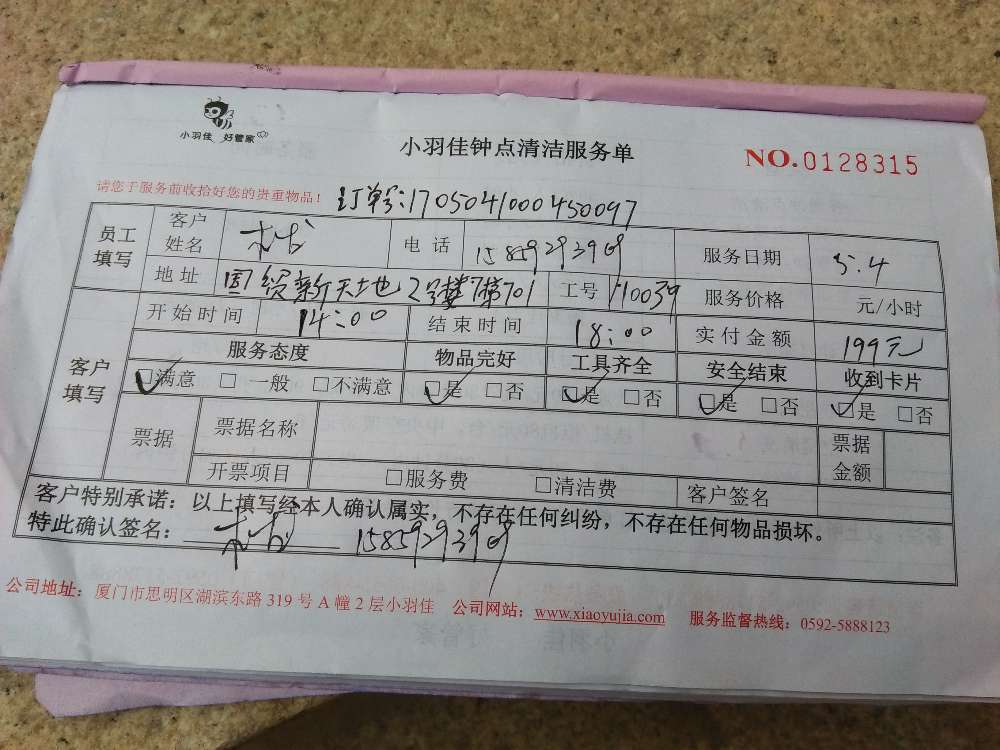 小羽佳 好管家
小羽佳钟点清洁服务单
NO.0128315
请您于服务前收拾好您的贵重物品！ 订单号:1705041000450097
员工填写 客户姓名 电话 服务日期 5.4
地址 国贸新天地2号楼7梯701 工号 110039 服务价格 元/小时
客户填写 开始时间 14:00 结束时间 18:00 实付金额 199元
服务态度 物品完好 工具齐全 安全结束 收到卡片
☑满意 □一般 □不满意 ☑是 □否 ☑是 □否 ☑是 □否 ☑是 □否
票据 票据名称 票据金额
开票项目 □服务费 □清洁费 客户签名
客户特别承诺：以上填写经本人确认属实，不存在任何纠纷，不存在任何物品损坏。
特此确认签名：
公司地址：厦门市思明区湖滨东路 319 号 A 幢 2 层小羽佳 公司网站：www.xiaoyujia.com 服务监督热线：0592-5888123